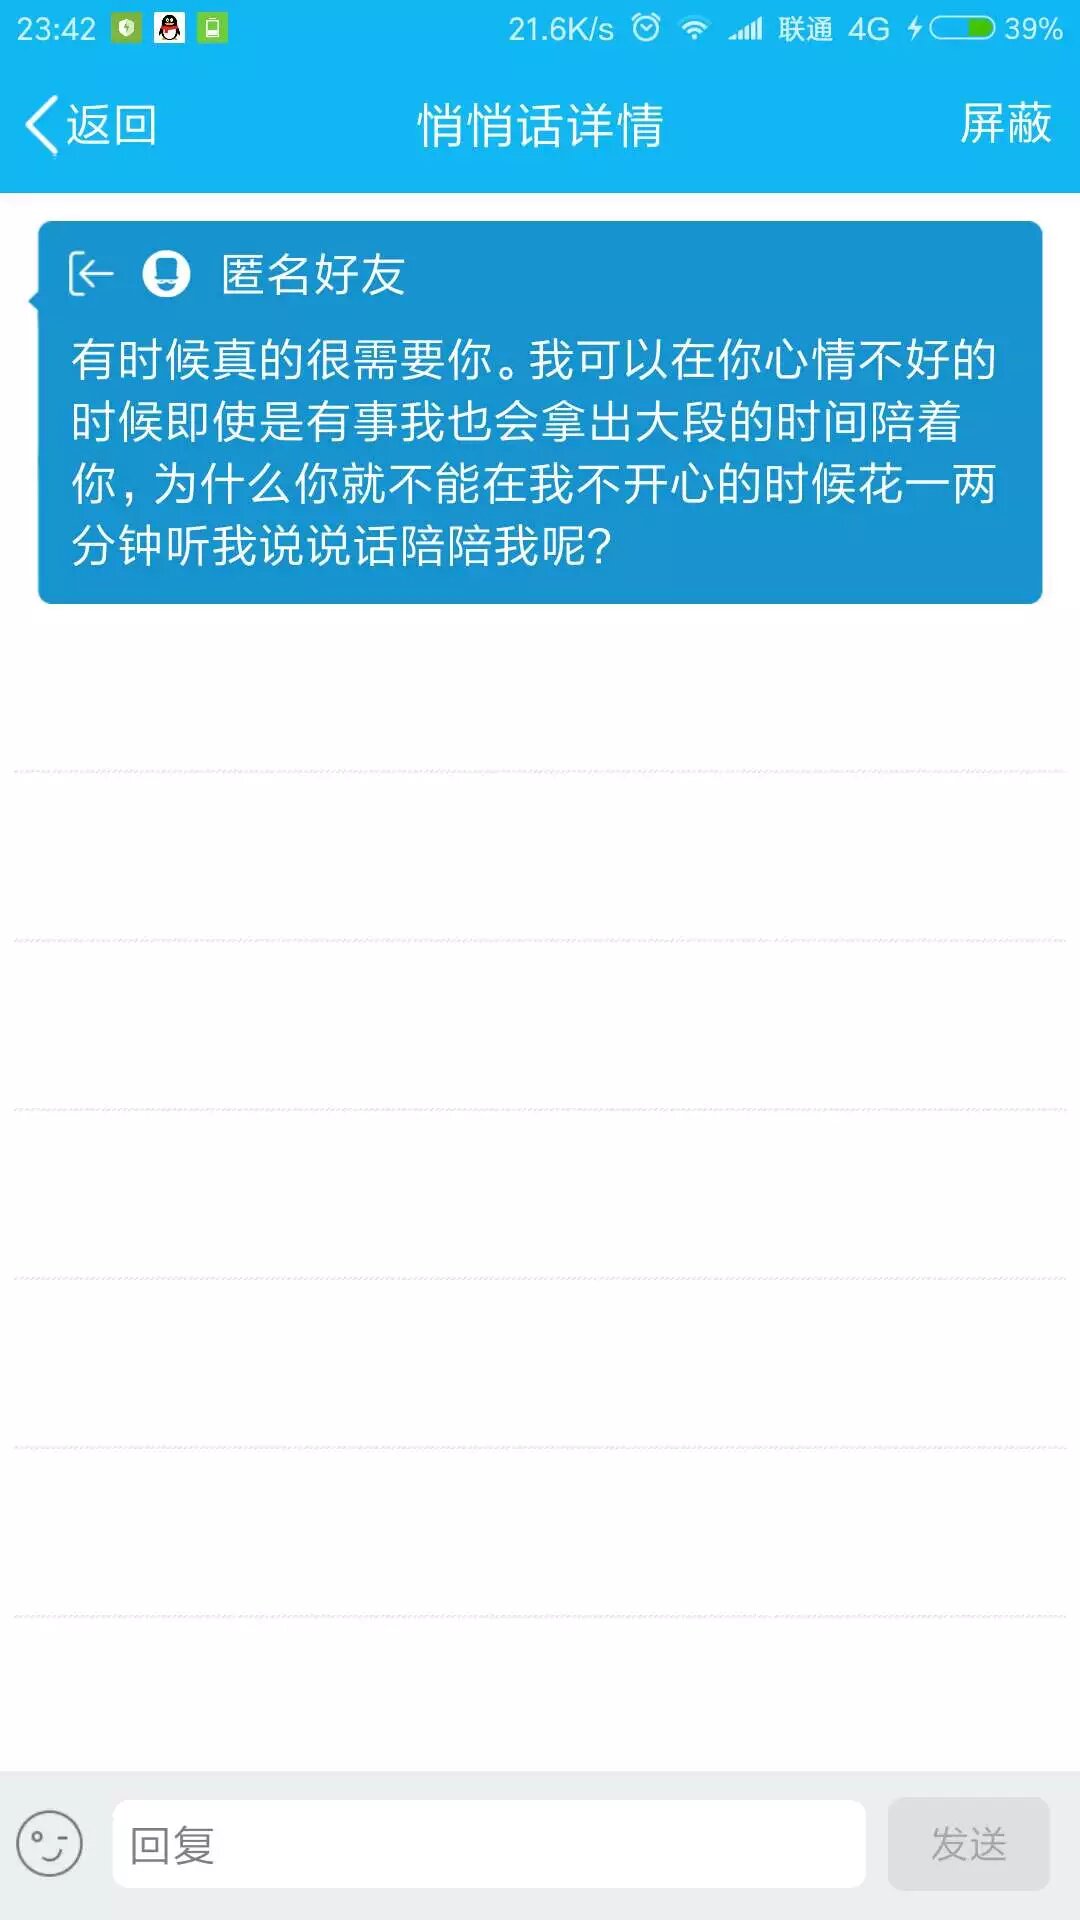 23:42 21.6K/s 联通 4G 39%
返回 悄悄话详情 屏蔽
匿名好友
有时候真的很需要你。我可以在你心情不好的
时候即使是有事我也会拿出大段的时间陪着
你，为什么你就不能在我不开心的时候花一两
分钟听我说说话陪陪我呢？
回复 发送